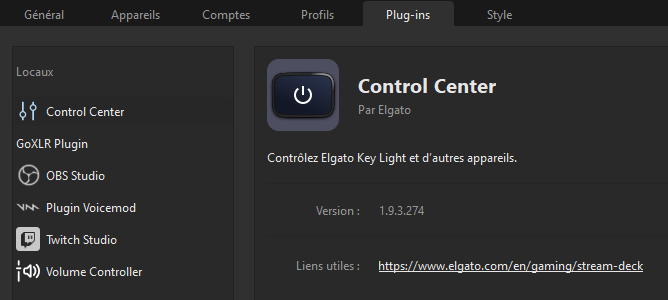 Général Appareils Comptes Profils Plug-ins Style
Locaux
Control Center
GoXLR Plugin
OBS Studio
Plugin Voicemod
Twitch Studio
Volume Controller
Control Center
Par Elgato
Contrôlez Elgato Key Light et d'autres appareils.
Version : 1.9.3.274
Liens utiles : https://www.elgato.com/en/gaming/stream-deck